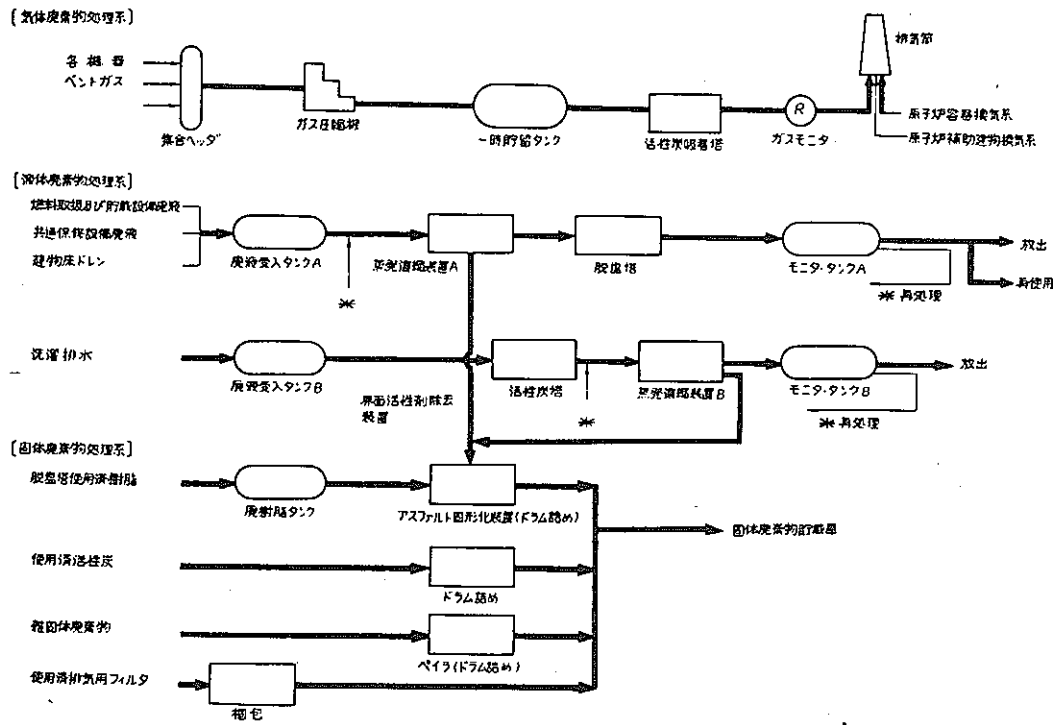 [気体廃棄物処理系]
各機器
ベントガス
集合ヘッダ
ガス圧縮機
一時貯留タンク
活性炭吸着塔
R
ガスモニタ
排気筒
原子炉容器換気系
原子炉補助建物換気系
[液体廃棄物処理系]
燃料取扱及び貯蔵設備廃液
共通保修設備廃液
建物床ドレン
廃液受入タンクA
*
蒸発濃縮装置A
脱塩塔
モニタ・タンクA
放出
再使用
* 再処理
洗濯排水
廃液受入タンクB
界面活性剤除去
装置
活性炭塔
*
蒸発濃縮装置B
モニタ・タンクB
放出
* 再処理
[固体廃棄物処理系]
脱塩塔使用済樹脂
廃樹脂タンク
アスファルト固形化装置(ドラム詰め)
固体廃棄物貯蔵庫
使用済活性炭
ドラム詰め
雑固体廃棄物
ベイラ(ドラム詰め)
使用済排気用フィルタ
梱包